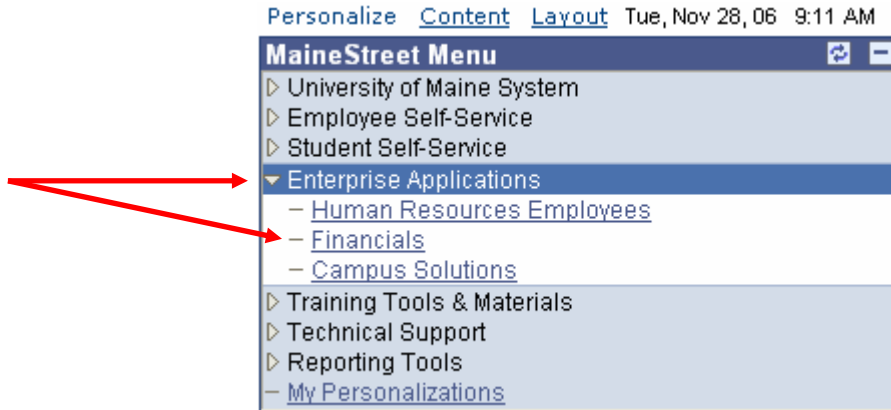 Personalize Content Layout Tue, Nov 28, 06 9:11 AM
MaineStreet Menu
University of Maine System
Employee Self-Service
Student Self-Service
Enterprise Applications
– Human Resources Employees
– Financials
– Campus Solutions
Training Tools & Materials
Technical Support
Reporting Tools
– My Personalizations